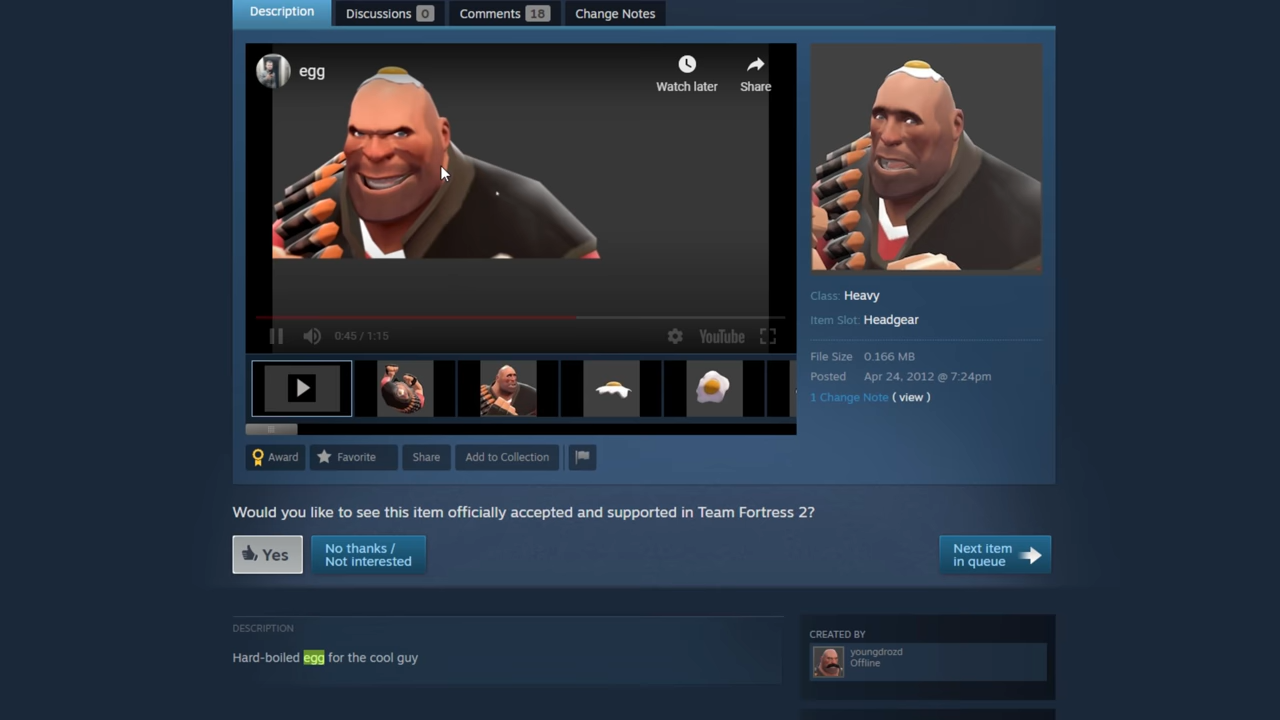 Description
Discussions 0
Comments 18
Change Notes
egg
Watch later
Share
0:45 / 1:15
YouTube
Class: Heavy
Item Slot: Headgear
File Size 0.166 MB
Posted Apr 24, 2012 @ 7:24pm
1 Change Note ( view )
Award
Favorite
Share
Add to Collection
Would you like to see this item officially accepted and supported in Team Fortress 2?
Yes
No thanks /
Not interested
Next item
in queue
DESCRIPTION
Hard-boiled egg for the cool guy
CREATED BY
youngdrozd
Offline